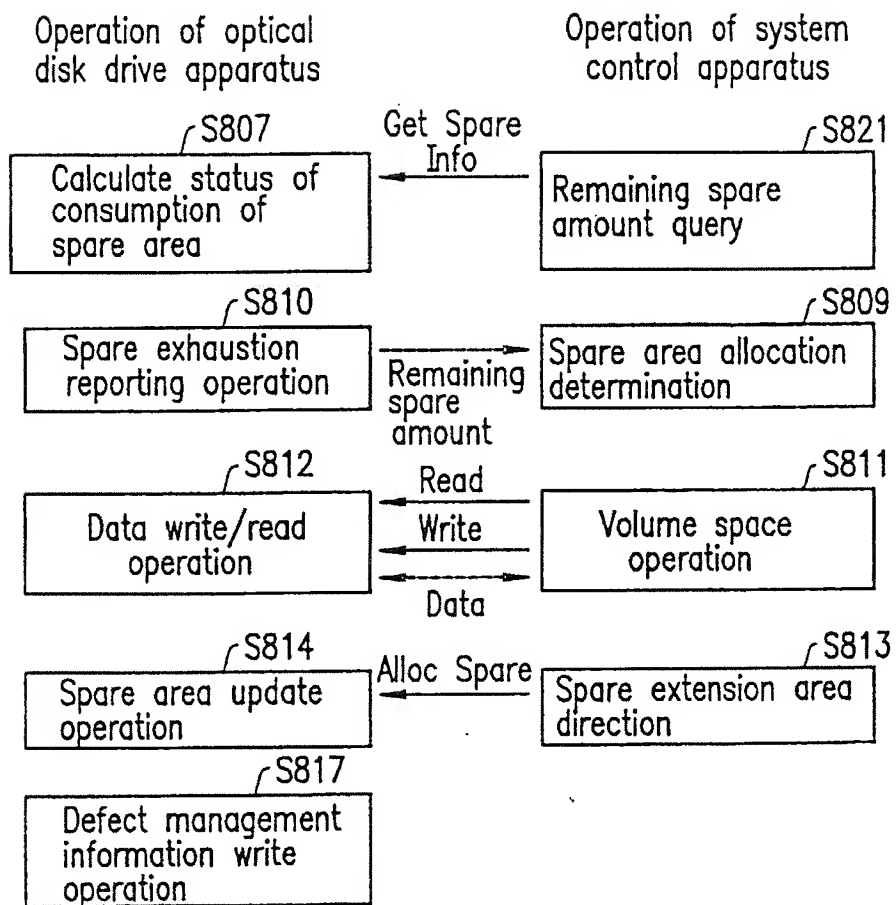 Operation of optical
disk drive apparatus
Operation of system
control apparatus
S807
Calculate status of
consumption of
spare area
Get Spare
Info
S821
Remaining spare
amount query
S810
Spare exhaustion
reporting operation
Remaining
spare
amount
S809
Spare area allocation
determination
S812
Data write/read
operation
Read
Write
Data
S811
Volume space
operation
S814
Spare area update
operation
Alloc Spare
S813
Spare extension area
direction
S817
Defect management
information write
operation